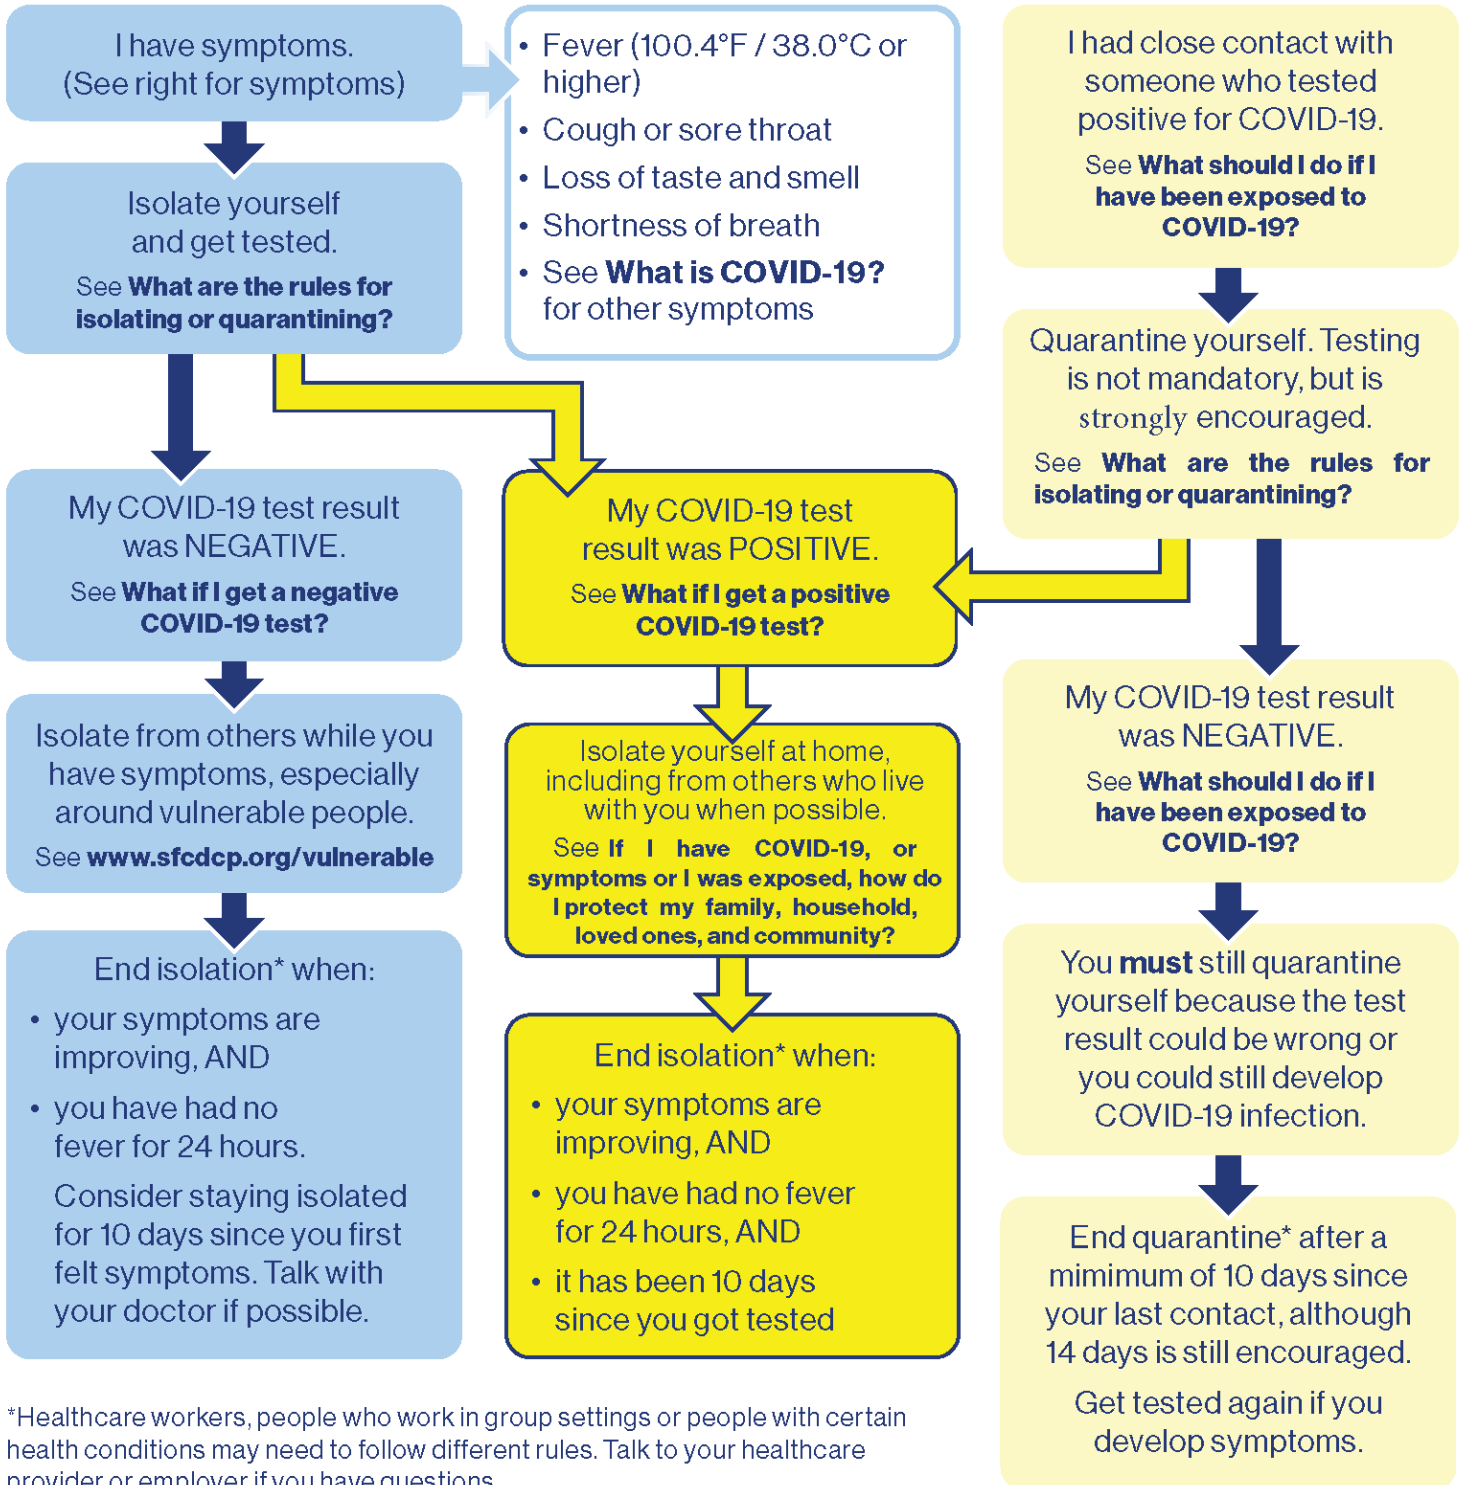 I have symptoms.
(See right for symptoms)
• Fever (100.4°F / 38.0°C or
higher)
• Cough or sore throat
• Loss of taste and smell
• Shortness of breath
• See What is COVID-19?
for other symptoms
Isolate yourself
and get tested.
See What are the rules for
isolating or quarantining?
My COVID-19 test result
was NEGATIVE.
See What if I get a negative
COVID-19 test?
Isolate from others while you
have symptoms, especially
around vulnerable people.
See www.sfcdcp.org/vulnerable
End isolation* when:
• your symptoms are
improving, AND
• you have had no
fever for 24 hours.
Consider staying isolated
for 10 days since you first
felt symptoms. Talk with
your doctor if possible.
My COVID-19 test
result was POSITIVE.
See What if I get a positive
COVID-19 test?
Isolate yourself at home,
including from others who live
with you when possible.
See If I have COVID-19, or
symptoms or I was exposed, how do
I protect my family, household,
loved ones, and community?
End isolation* when:
• your symptoms are
improving, AND
• you have had no fever
for 24 hours, AND
• it has been 10 days
since you got tested
I had close contact with
someone who tested
positive for COVID-19.
See What should I do if I
have been exposed to
COVID-19?
Quarantine yourself. Testing
is not mandatory, but is
strongly encouraged.
See What are the rules for
isolating or quarantining?
My COVID-19 test result
was NEGATIVE.
See What should I do if I
have been exposed to
COVID-19?
You must still quarantine
yourself because the test
result could be wrong or
you could still develop
COVID-19 infection.
End quarantine* after a
mimimum of 10 days since
your last contact, although
14 days is still encouraged.
Get tested again if you
develop symptoms.
*Healthcare workers, people who work in group settings or people with certain
health conditions may need to follow different rules. Talk to your healthcare
provider or employer if you have questions